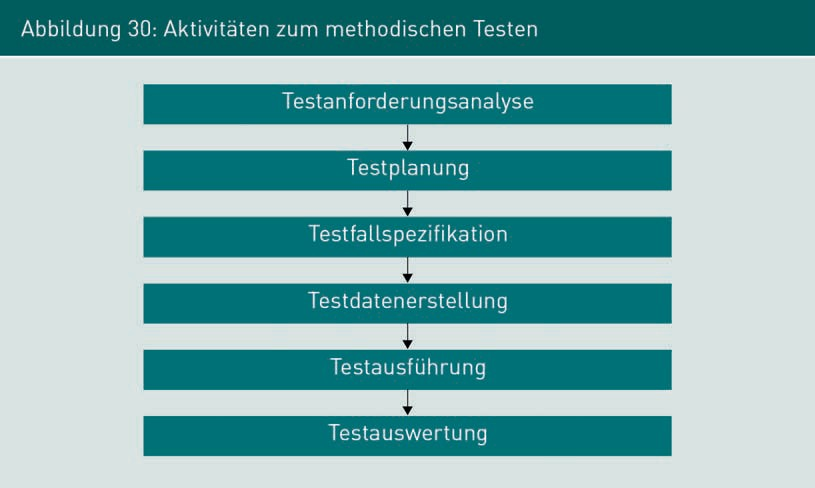 Abbildung 30: Aktivitäten zum methodischen Testen
Testanforderungsanalyse
Testplanung
Testfallspezifikation
Testdatenerstellung
Testausführung
Testauswertung